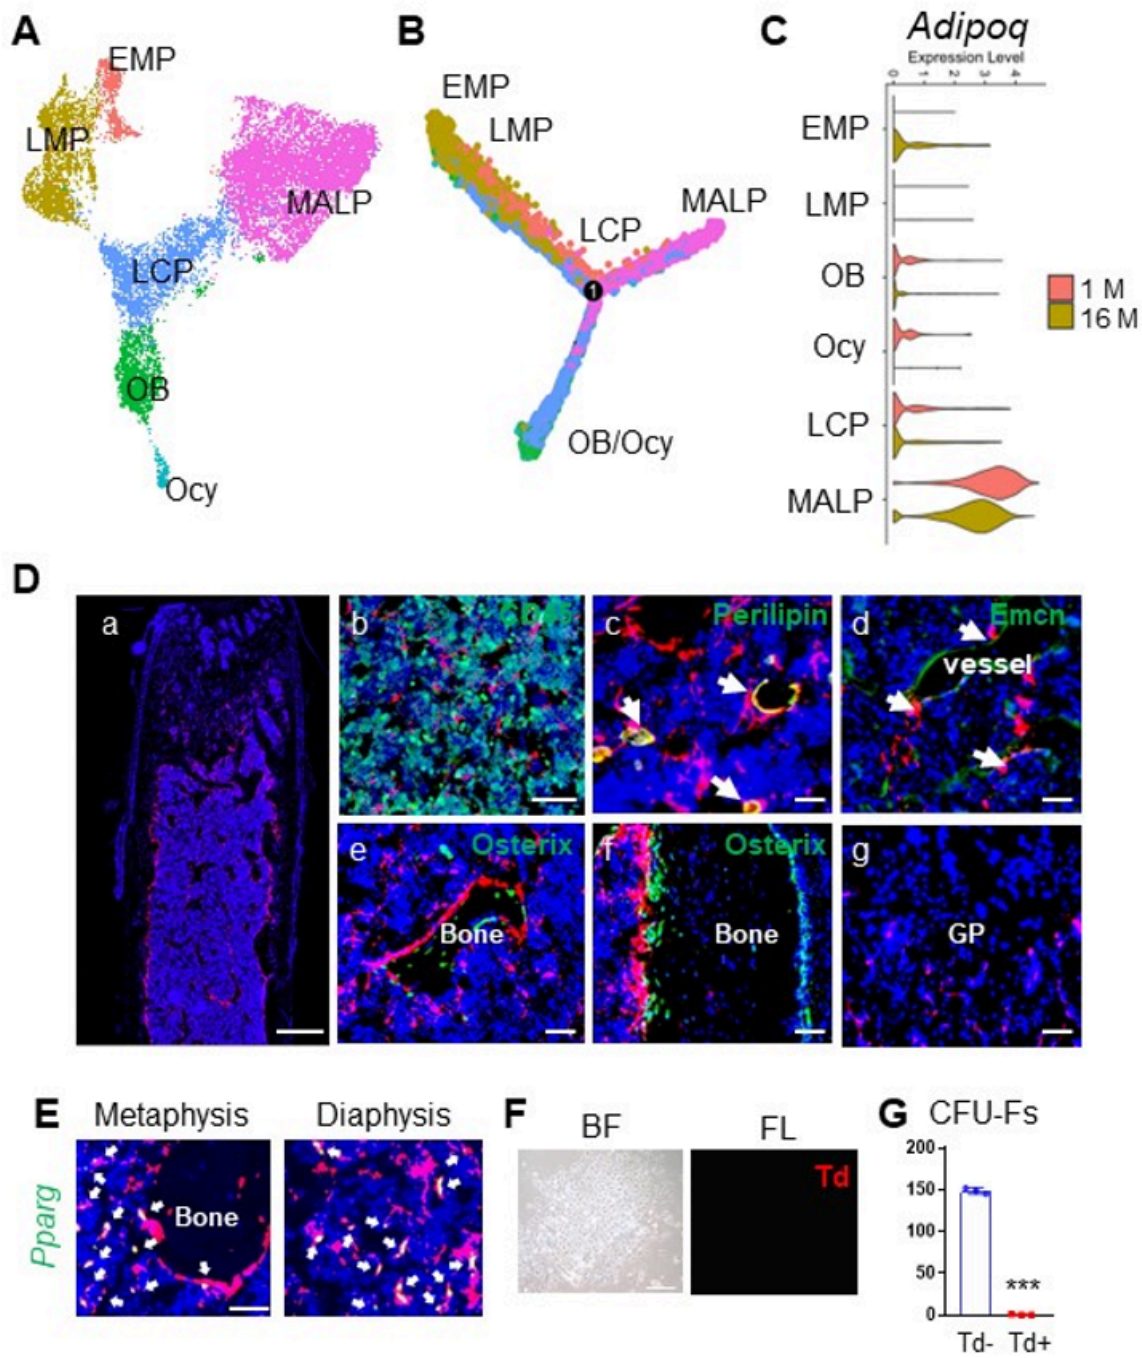 A
EMP
LMP
MALP
LCP
OB
Ocy
B
EMP
LMP
MALP
LCP
1
OB/Ocy
C
Adipoq
Expression Level
0 1 2 3 4
EMP
LMP
OB
Ocy
LCP
MALP
1 M
16 M
D
a
b
c
Perilipin
d
Emcn
vessel
e
Osterix
Bone
f
Osterix
Bone
g
GP
E
Metaphysis
Diaphysis
Pparg
Bone
F
BF
FL
Td
G
CFU-Fs
200
150
100
50
0
***
Td-
Td+